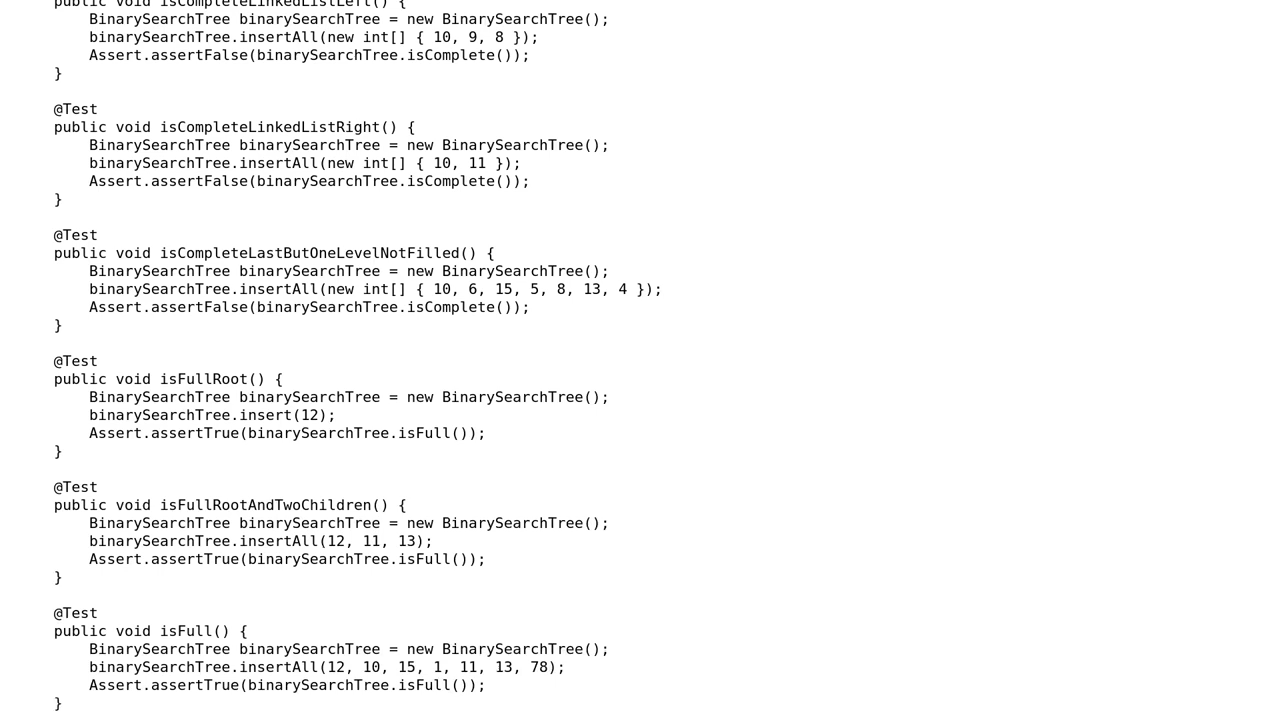 public void isCompleteLinkedListLeft() {
BinarySearchTree binarySearchTree = new BinarySearchTree();
binarySearchTree.insertAll(new int[] { 10, 9, 8 });
Assert.assertFalse(binarySearchTree.isComplete());
}
@Test
public void isCompleteLinkedListRight() {
BinarySearchTree binarySearchTree = new BinarySearchTree();
binarySearchTree.insertAll(new int[] { 10, 11 });
Assert.assertFalse(binarySearchTree.isComplete());
}
@Test
public void isCompleteLastButOneLevelNotFilled() {
BinarySearchTree binarySearchTree = new BinarySearchTree();
binarySearchTree.insertAll(new int[] { 10, 6, 15, 5, 8, 13, 4 });
Assert.assertFalse(binarySearchTree.isComplete());
}
@Test
public void isFullRoot() {
BinarySearchTree binarySearchTree = new BinarySearchTree();
binarySearchTree.insert(12);
Assert.assertTrue(binarySearchTree.isFull());
}
@Test
public void isFullRootAndTwoChildren() {
BinarySearchTree binarySearchTree = new BinarySearchTree();
binarySearchTree.insertAll(12, 11, 13);
Assert.assertTrue(binarySearchTree.isFull());
}
@Test
public void isFull() {
BinarySearchTree binarySearchTree = new BinarySearchTree();
binarySearchTree.insertAll(12, 10, 15, 1, 11, 13, 78);
Assert.assertTrue(binarySearchTree.isFull());
}